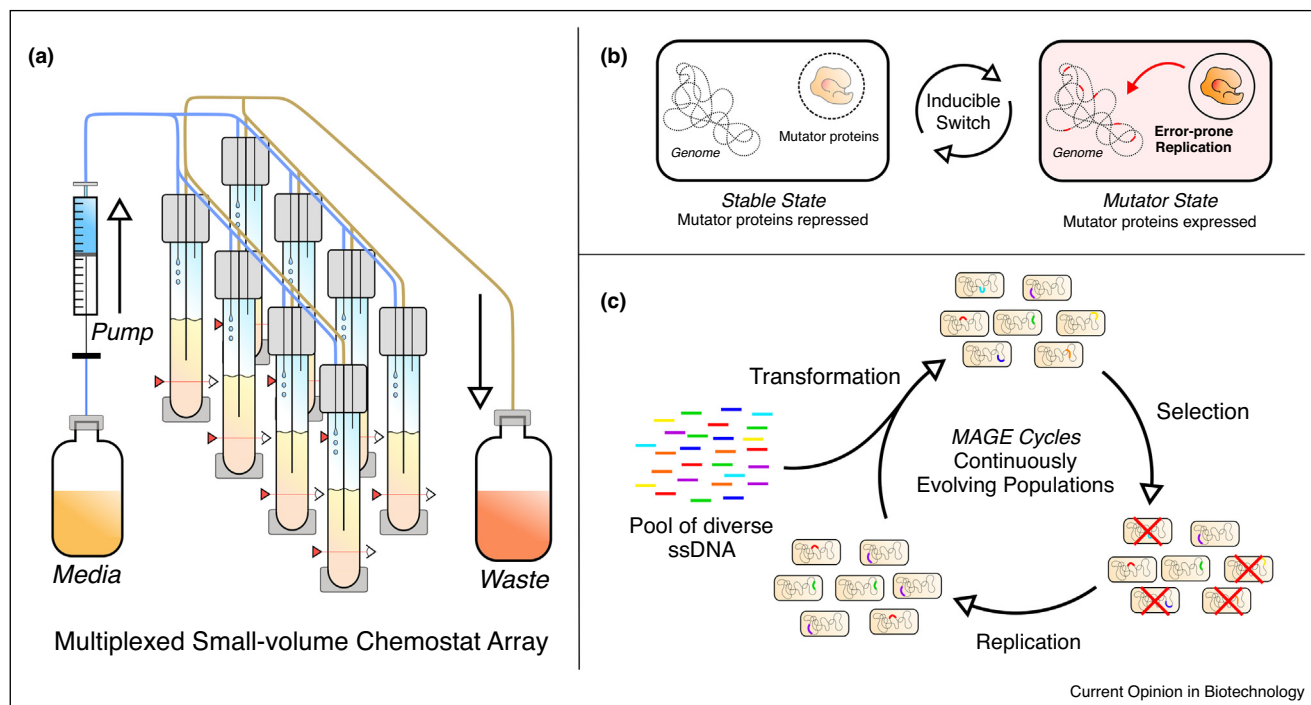 (a)
Pump
Media
Waste
Multiplexed Small-volume Chemostat Array
(b)
Genome
Mutator proteins
Stable State
Mutator proteins repressed
Inducible
Switch
Genome
Error-prone
Replication
Mutator State
Mutator proteins expressed
(c)
Transformation
Pool of diverse
ssDNA
MAGE Cycles
Continuously
Evolving Populations
Selection
Replication
Current Opinion in Biotechnology